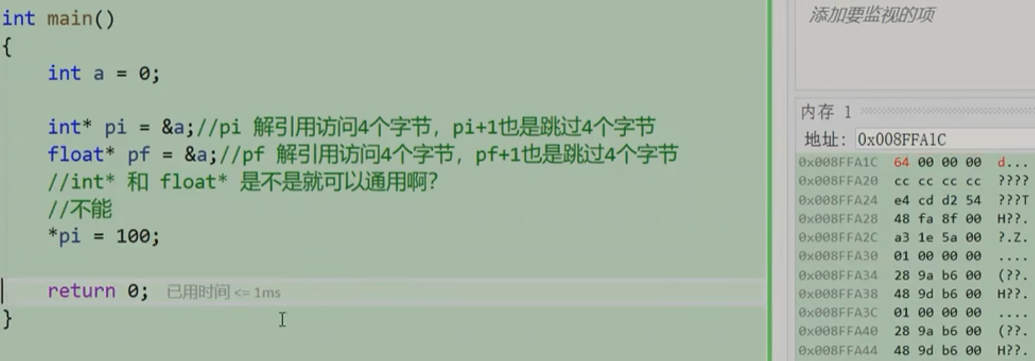 int main()
{
int a = 0;
int* pi = &a;//pi 解引用访问4个字节，pi+1也是跳过4个字节
float* pf = &a;//pf 解引用访问4个字节，pf+1也是跳过4个字节
//int* 和 float* 是不是就可以通用啊?
//不能
*pi = 100;
return 0; 已用时间 <= 1ms
}
添加要监视的项
内存 1
地址: 0x008FFA1C
0x008FFA1C 64 00 00 00 d...
0x008FFA20 cc cc cc cc ????
0x008FFA24 e4 cd d2 54 ???T
0x008FFA28 48 fa 8f 00 H??.
0x008FFA2C a3 1e 5a 00 ?.Z.
0x008FFA30 01 00 00 00 ....
0x008FFA34 28 9a b6 00 (??.
0x008FFA38 48 9d b6 00 H??.
0x008FFA3C 01 00 00 00 ....
0x008FFA40 28 9a b6 00 (??.
0x008FFA44 48 9d b6 00 H??.